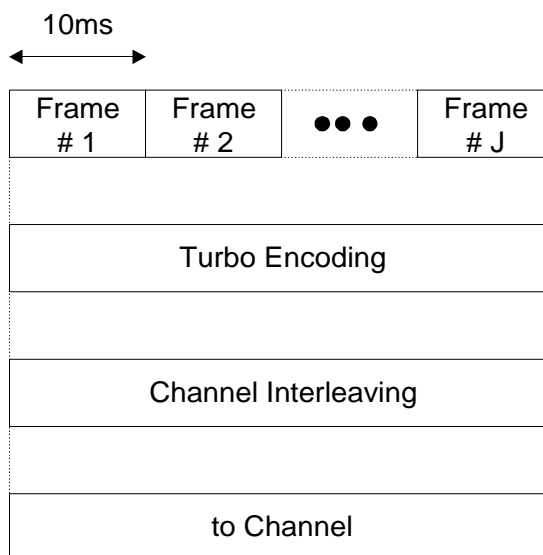 10ms
Frame Frame Frame
# 1 # 2 # J
Turbo Encoding
Channel Interleaving
to Channel